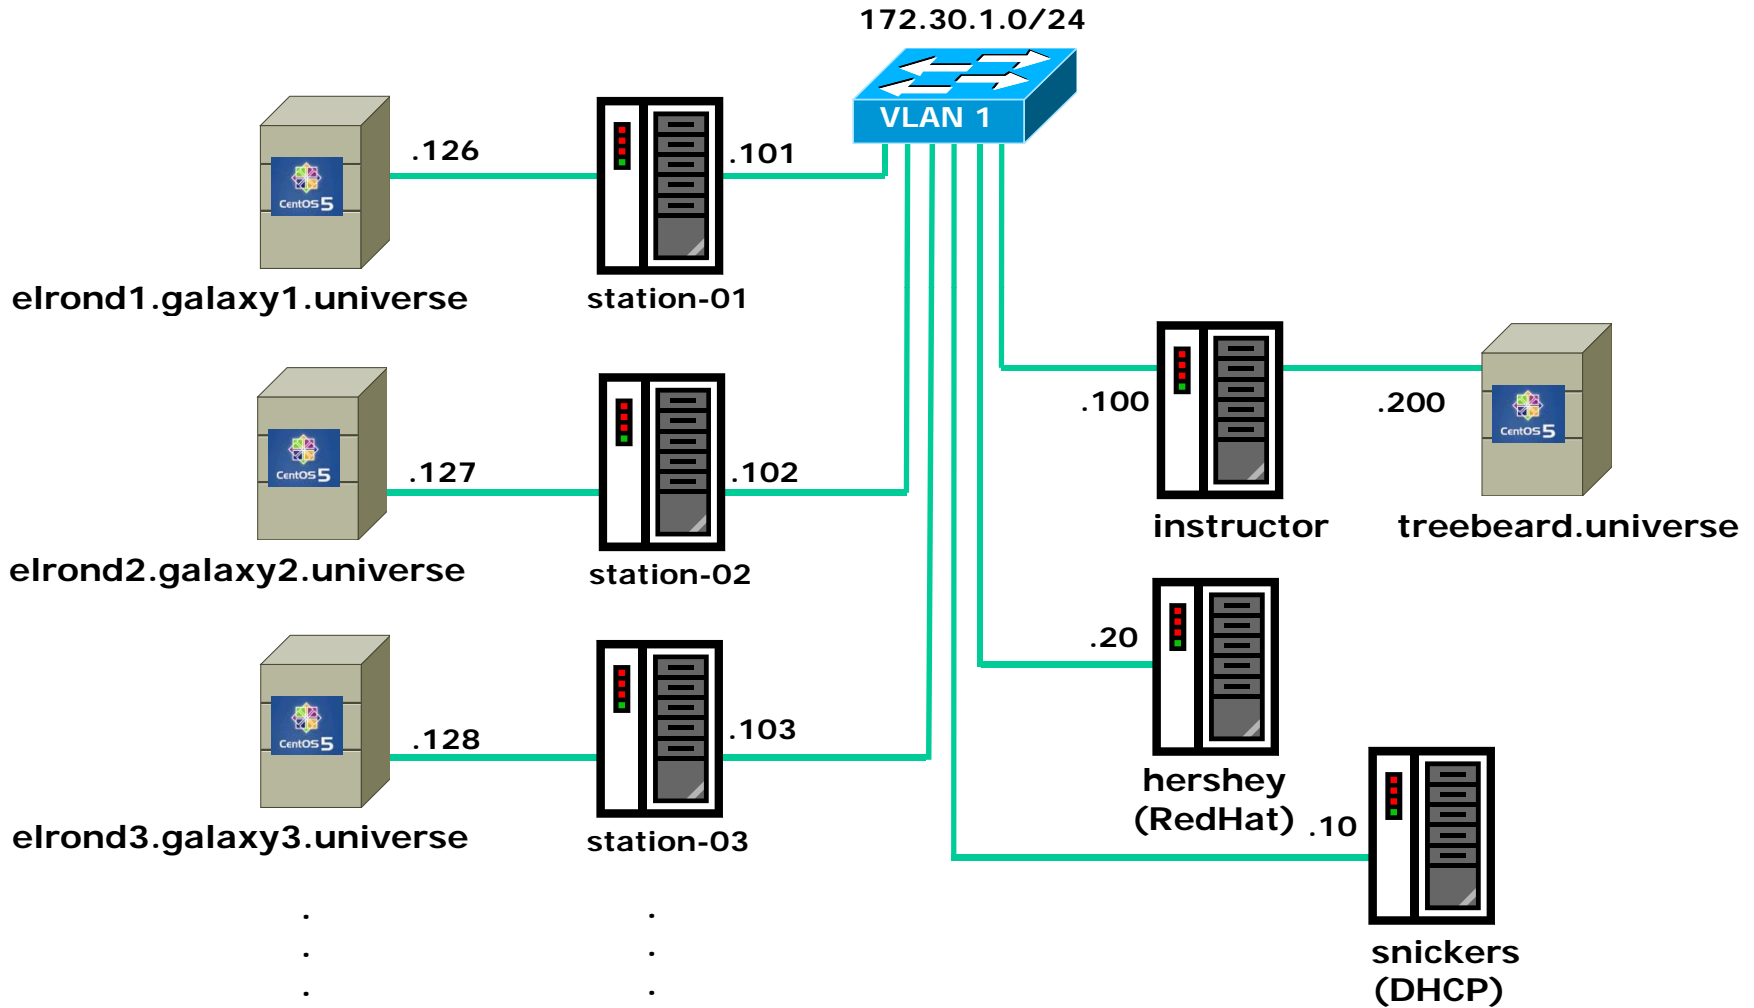 172.30.1.0/24
VLAN 1
.126
.101
CentOS 5
elrond1.galaxy1.universe
station-01
.100
.200
CentOS 5
instructor
treebeard.universe
.127
.102
CentOS 5
elrond2.galaxy2.universe
station-02
.20
hershey
(RedHat)
.128
.103
CentOS 5
elrond3.galaxy3.universe
station-03
.10
snickers
(DHCP)
. .
. .
. .